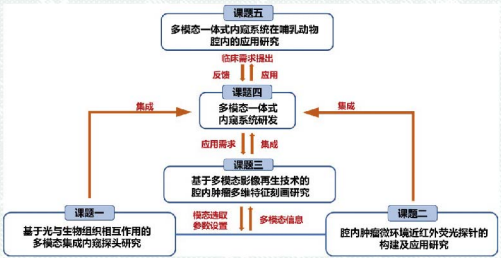 课题五
多模态一体式内窥系统在哺乳动物
腔内的应用研究
临床需求提出
反馈
应用
课题四
多模态一体式
内窥系统研发
集成
集成
应用需求
集成
课题三
基于多模态影像再生技术的
腔内肿瘤多维特征刻画研究
模态选取
参数设置
多模态信息
课题一
基于光与生物组织相互作用的
多模态集成内窥探头研究
课题二
腔内肿瘤微环境近红外荧光探针的
构建及应用研究